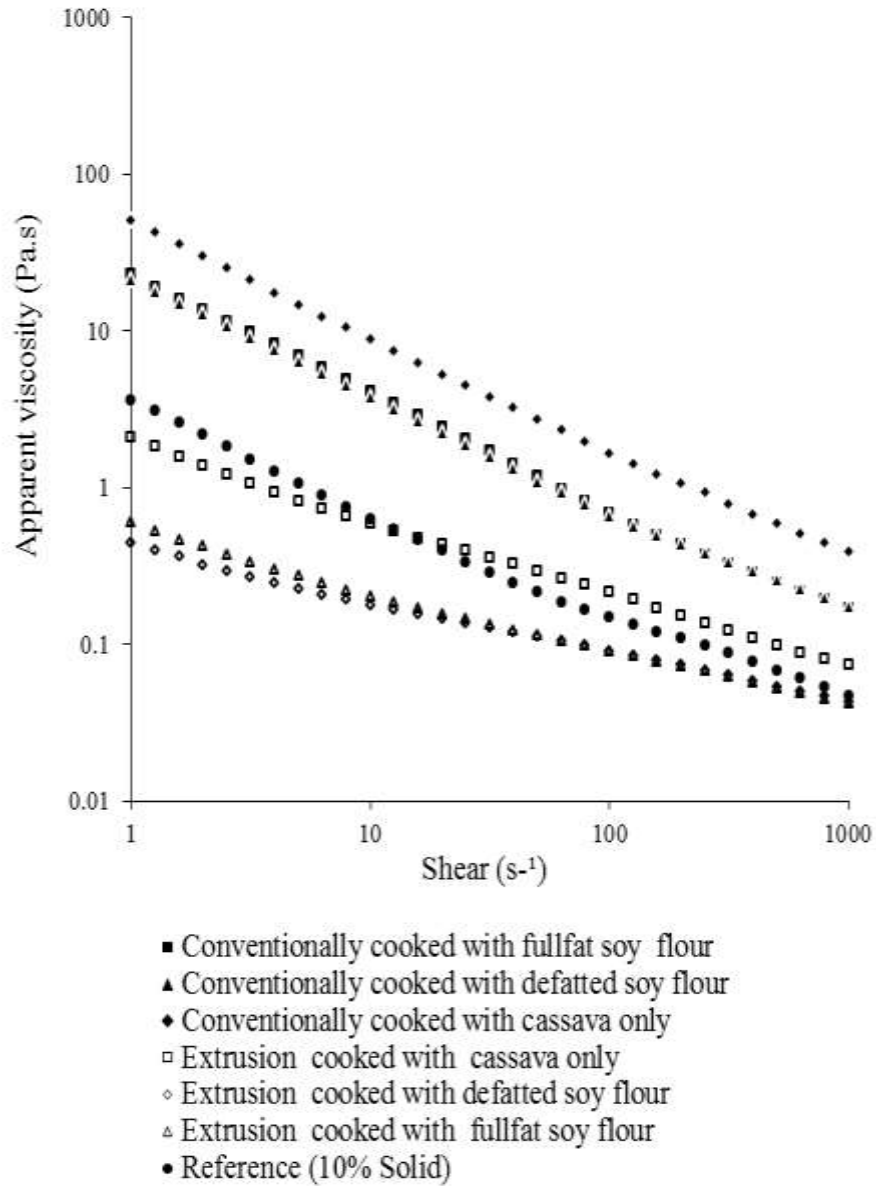 1000
100
10
1
0.1
0.01
Apparent viscosity (Pa.s)
1 10 100 1000
Shear (s-¹)
Conventionally cooked with fullfat soy flour
Conventionally cooked with defatted soy flour
Conventionally cooked with cassava only
Extrusion cooked with cassava only
Extrusion cooked with defatted soy flour
Extrusion cooked with fullfat soy flour
Reference (10% Solid)